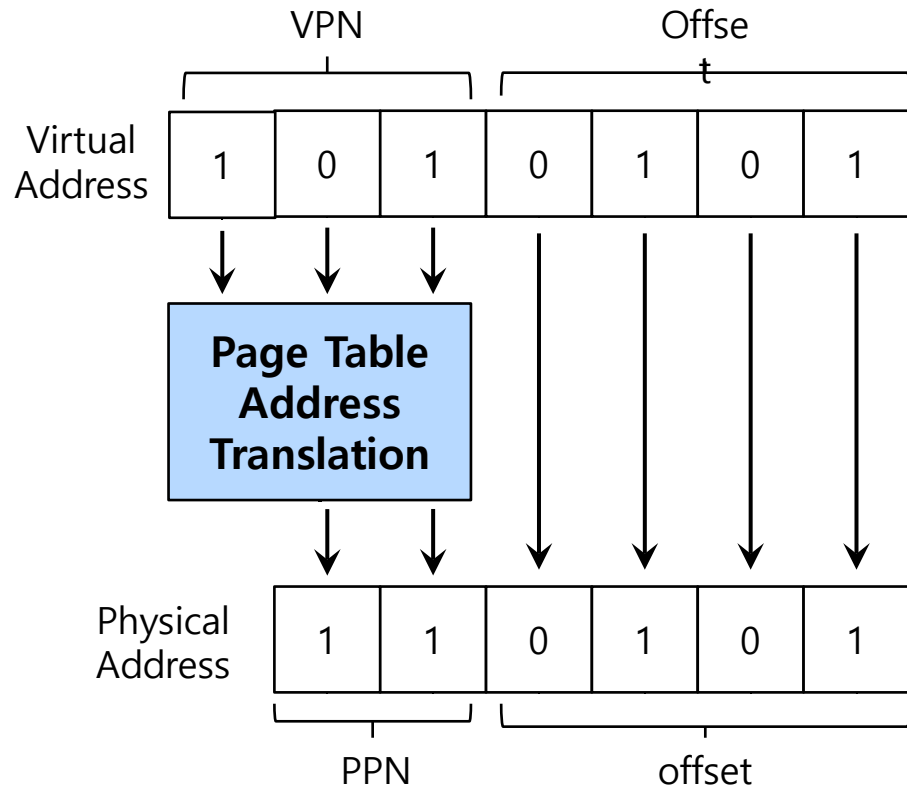 VPN
Offse
t
Virtual
Address
1 0 1 0 1 0 1
Page Table
Address
Translation
Physical
Address
1 1 0 1 0 1
PPN
offset